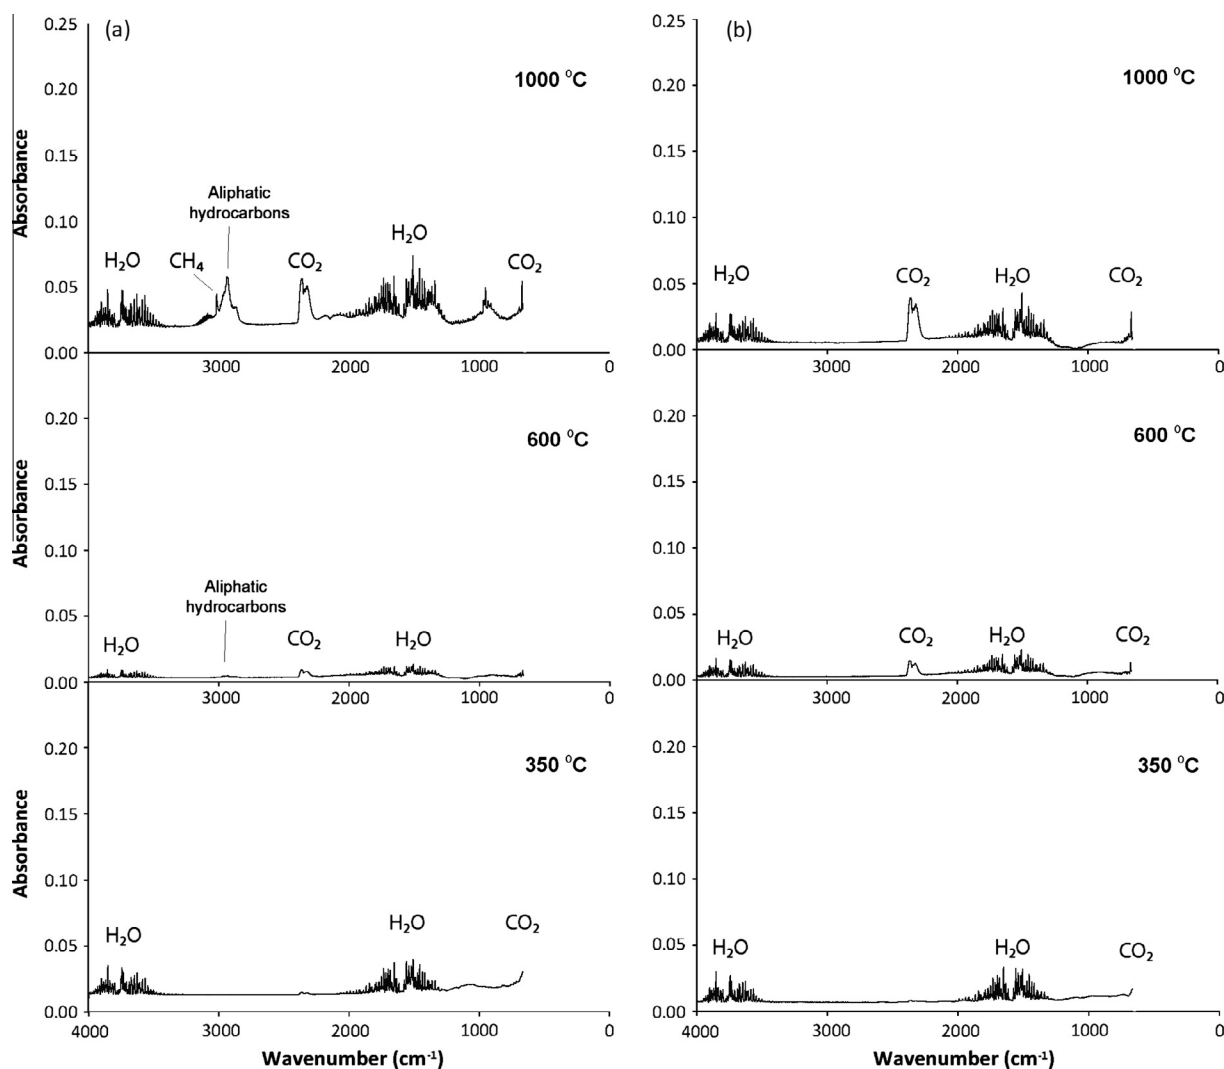 (a)
1000 °C
0.25
0.20
0.15
0.10
0.05
0.00
Absorbance
H₂O
CH₄
Aliphatic
hydrocarbons
CO₂
H₂O
CO₂
3000
2000
1000
0
600 °C
0.20
0.15
0.10
0.05
0.00
Absorbance
H₂O
Aliphatic
hydrocarbons
CO₂
H₂O
3000
2000
1000
0
350 °C
0.20
0.15
0.10
0.05
0.00
Absorbance
H₂O
H₂O
CO₂
4000
3000
2000
1000
0
Wavenumber (cm⁻¹)
(b)
1000 °C
0.25
0.20
0.15
0.10
0.05
0.00
H₂O
CO₂
H₂O
CO₂
4000
3000
2000
1000
0
600 °C
0.20
0.15
0.10
0.05
0.00
H₂O
CO₂
H₂O
CO₂
3000
2000
1000
0
350 °C
0.20
0.15
0.10
0.05
0.00
H₂O
H₂O
CO₂
4000
3000
2000
1000
0
Wavenumber (cm⁻¹)